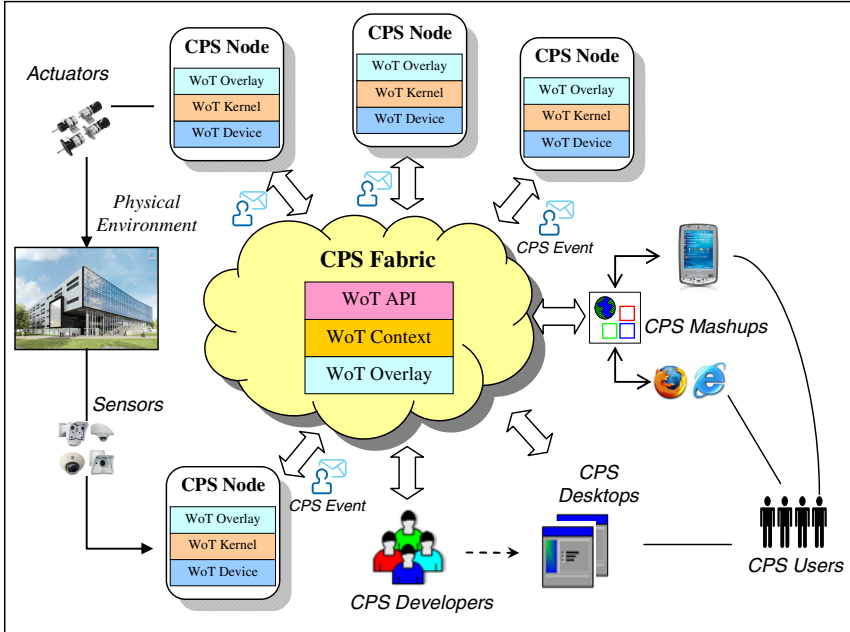 CPS Node
WoT Overlay
WoT Kernel
WoT Device
CPS Node
WoT Overlay
WoT Kernel
WoT Device
CPS Node
WoT Overlay
WoT Kernel
WoT Device
Actuators
Physical
Environment
CPS Event
CPS Fabric
WoT API
WoT Context
WoT Overlay
CPS Mashups
Sensors
CPS Node
WoT Overlay
WoT Kernel
WoT Device
CPS Event
CPS Developers
CPS
Desktops
CPS Users